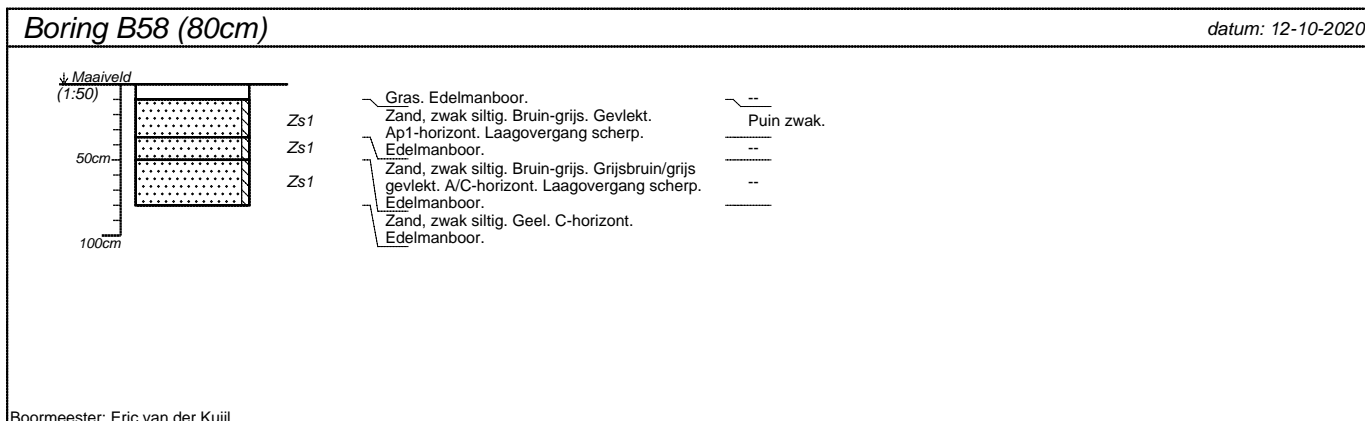 Boring B58 (80cm)
datum: 12-10-2020
Maaiveld
(1:50)
50cm
100cm
Zs1
Zs1
Zs1
Gras. Edelmanboor.
Zand, zwak siltig. Bruin-grijs. Gevlekt.
Ap1-horizont. Laagovergang scherp.
Edelmanboor.
Zand, zwak siltig. Bruin-grijs. Grijsbruin/grijs
gevlekt. A/C-horizont. Laagovergang scherp.
Edelmanboor.
Zand, zwak siltig. Geel. C-horizont.
Edelmanboor.
--
Puin zwak.
--
--
Boormeester: Eric van der Kuijl